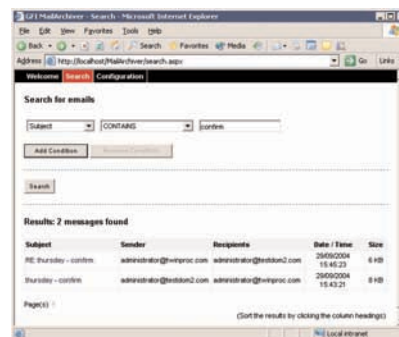 GFI MailArchiver - Search - Microsoft Internet Explorer
File Edit View Favorites Tools Help
Back Search Favorites Media
Address http://localhost/MailArchiver/search.aspx Go Links
Welcome Search Configuration
Search for emails
Subject CONTAINS confirm
Add Condition Remove Condition
Search
Results: 2 messages found
Subject Sender Recipients Date / Time Size
RE: thursday - confirm administrator@twinproc.com administrator@testdom2.com 29/09/2004 15:45:23 6 KB
thursday - confirm administrator@testdom2.com administrator@twinproc.com 29/09/2004 15:43:21 8 KB
Page(s)
(Sort the results by clicking the column headings)
Local intranet